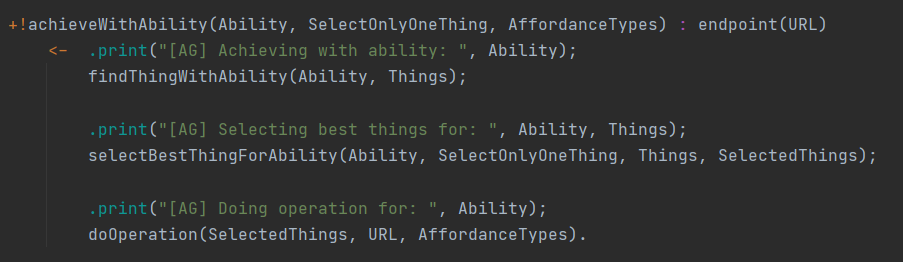 +!achieveWithAbility(Ability, SelectOnlyOneThing, AffordanceTypes) : endpoint(URL)
<- .print("[AG] Achieving with ability: ", Ability);
findThingWithAbility(Ability, Things);
.print("[AG] Selecting best things for: ", Ability, Things);
selectBestThingForAbility(Ability, SelectOnlyOneThing, Things, SelectedThings);
.print("[AG] Doing operation for: ", Ability);
doOperation(SelectedThings, URL, AffordanceTypes).